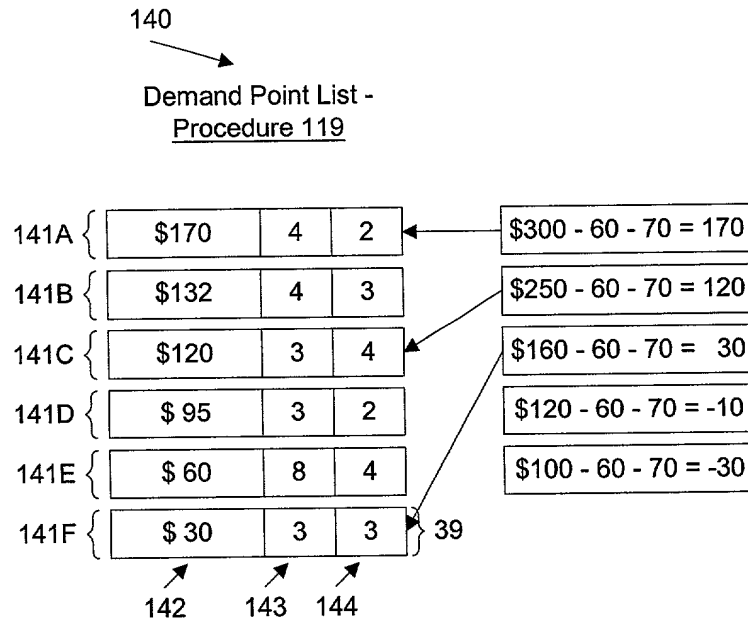 140
Demand Point List -
Procedure 119
141A { $170 4 2 $300 - 60 - 70 = 170
141B { $132 4 3 $250 - 60 - 70 = 120
141C { $120 3 4 $160 - 60 - 70 = 30
141D { $ 95 3 2 $120 - 60 - 70 = -10
141E { $ 60 8 4 $100 - 60 - 70 = -30
141F { $ 30 3 3 } 39
142 143 144